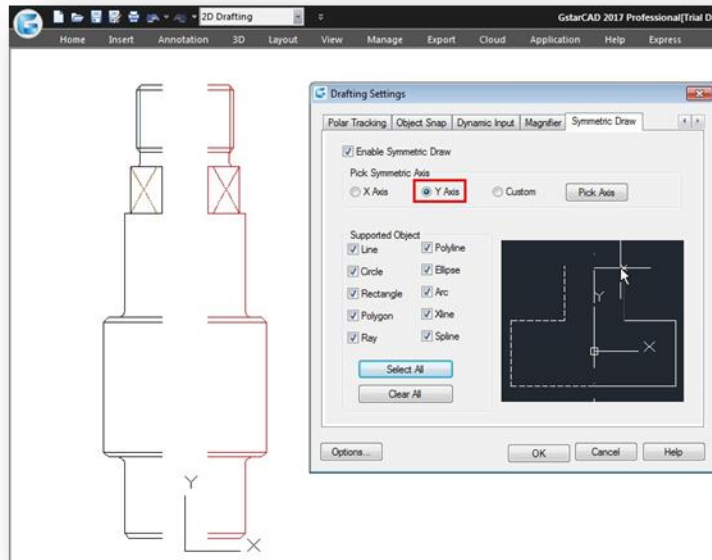 2D Drafting
GstarCAD 2017 Professional[Trial D
Home Insert Annotation 3D Layout View Manage Export Cloud Application Help Express
Drafting Settings
Polar Tracking Object Snap Dynamic Input Magnifier Symmetric Draw
Enable Symmetric Draw
Pick Symmetric Axis
X Axis Y Axis Custom Pick Axis
Supported Object
Line Polyline
Circle Ellipse
Rectangle Arc
Polygon Xline
Ray Spline
Select All
Clear All
Y
X
Options... OK Cancel Help
Y
X